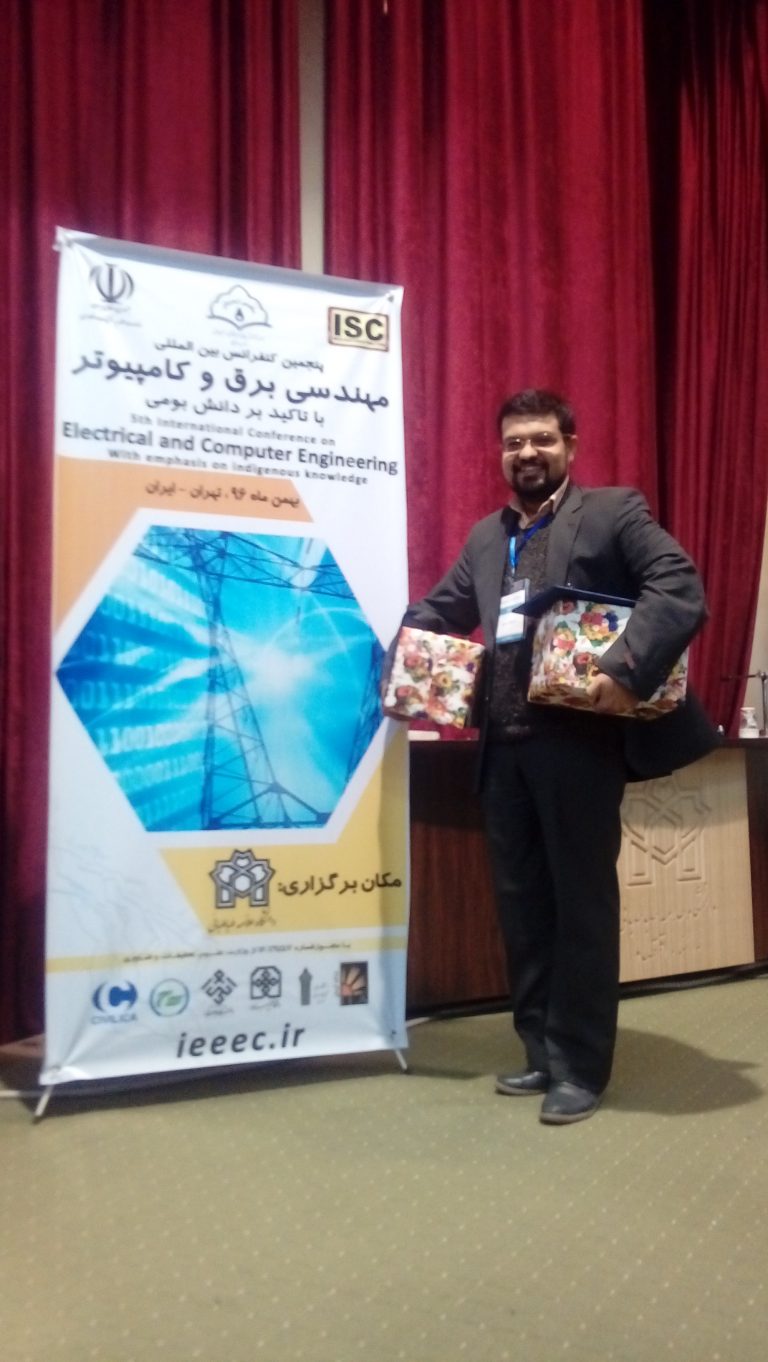 ISC
پنجمین کنفرانس بین المللی
مهندسی برق و کامپیوتر
با تاکید بر دانش بومی
5th International Conference on
Electrical and Computer Engineering
With emphasis on indigenous knowledge
بهمن ماه ۹۶، تهران - ایران
مکان برگزاری:
CIVILICA
ieeec.ir